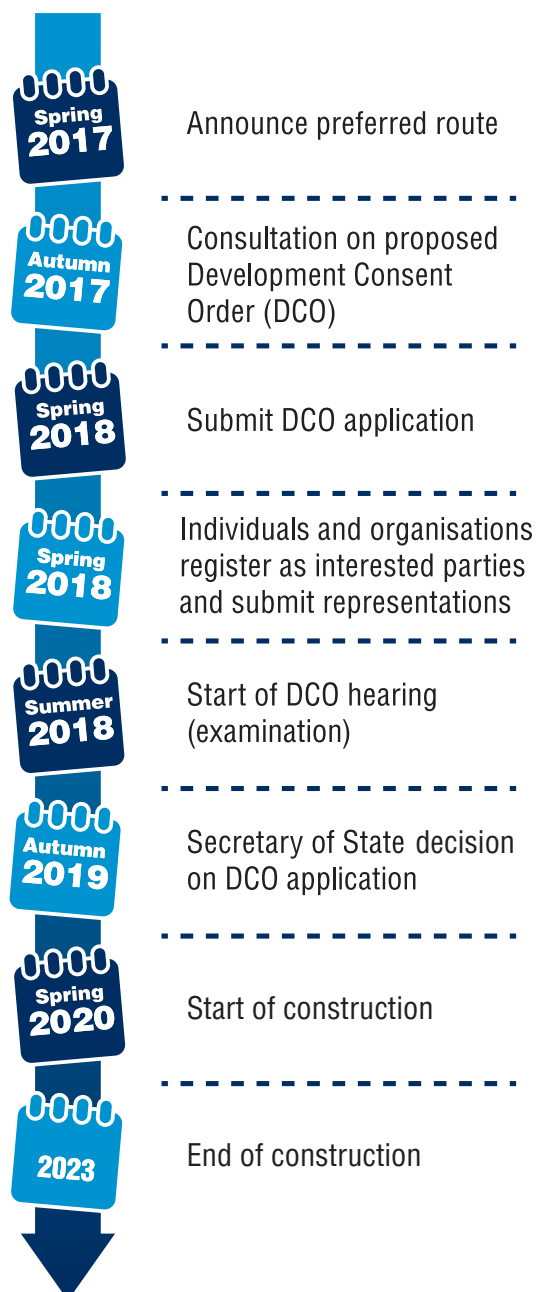 Spring
2017
Announce preferred route
Autumn
2017
Consultation on proposed
Development Consent
Order (DCO)
Spring
2018
Submit DCO application
Spring
2018
Individuals and organisations
register as interested parties
and submit representations
Summer
2018
Start of DCO hearing
(examination)
Autumn
2019
Secretary of State decision
on DCO application
Spring
2020
Start of construction
2023
End of construction